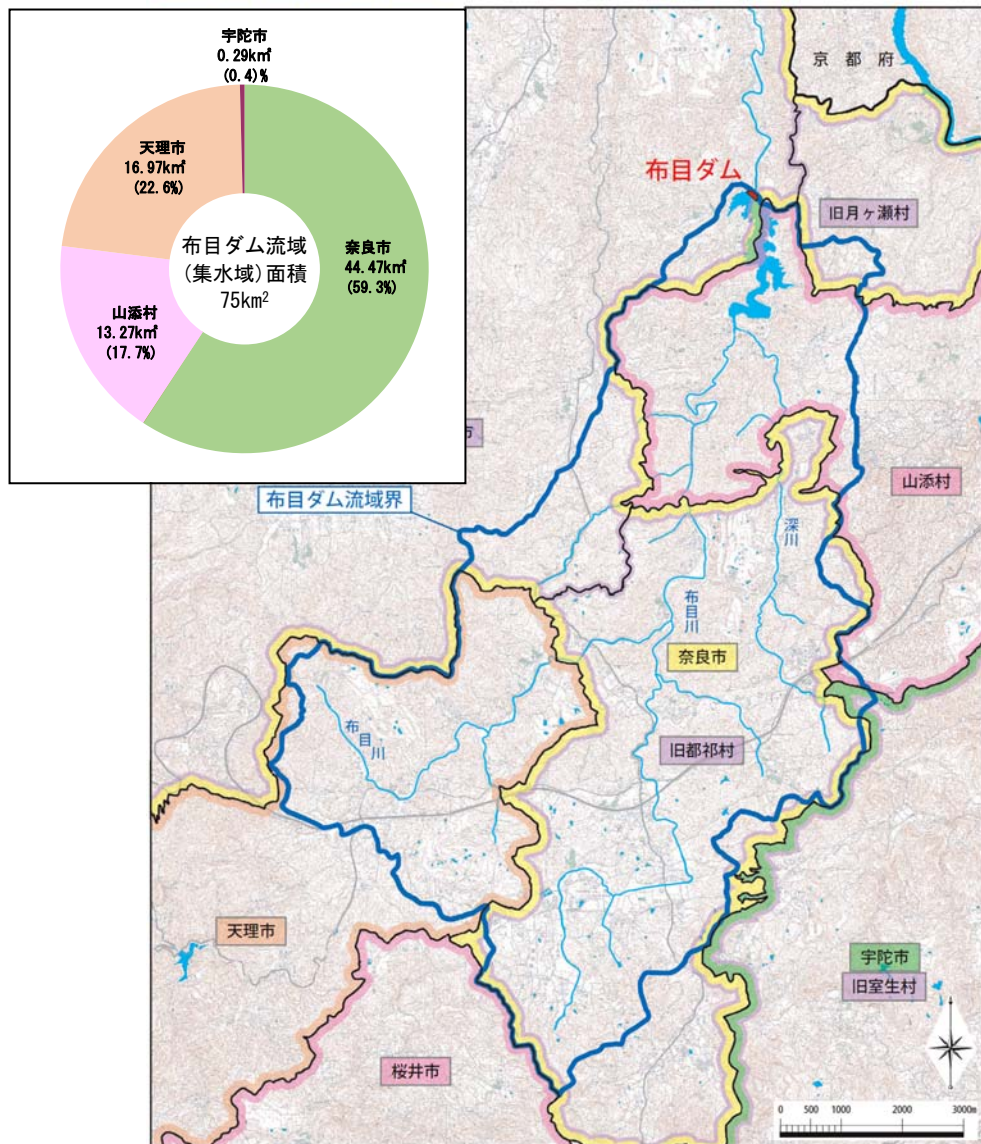 宇陀市
0.29k㎡
(0.4)%
天理市
16.97k㎡
(22.6%)
布目ダム流域
(集水域)面積
75km²
奈良市
44.47k㎡
(59.3%)
山添村
13.27k㎡
(17.7%)
京都府
布目ダム
旧月ヶ瀬村
市
山添村
布目ダム流域界
深川
布目川
奈良市
布目川
旧都祁村
天理市
宇陀市
旧室生村
桜井市
0 500 1000 2000 3000m